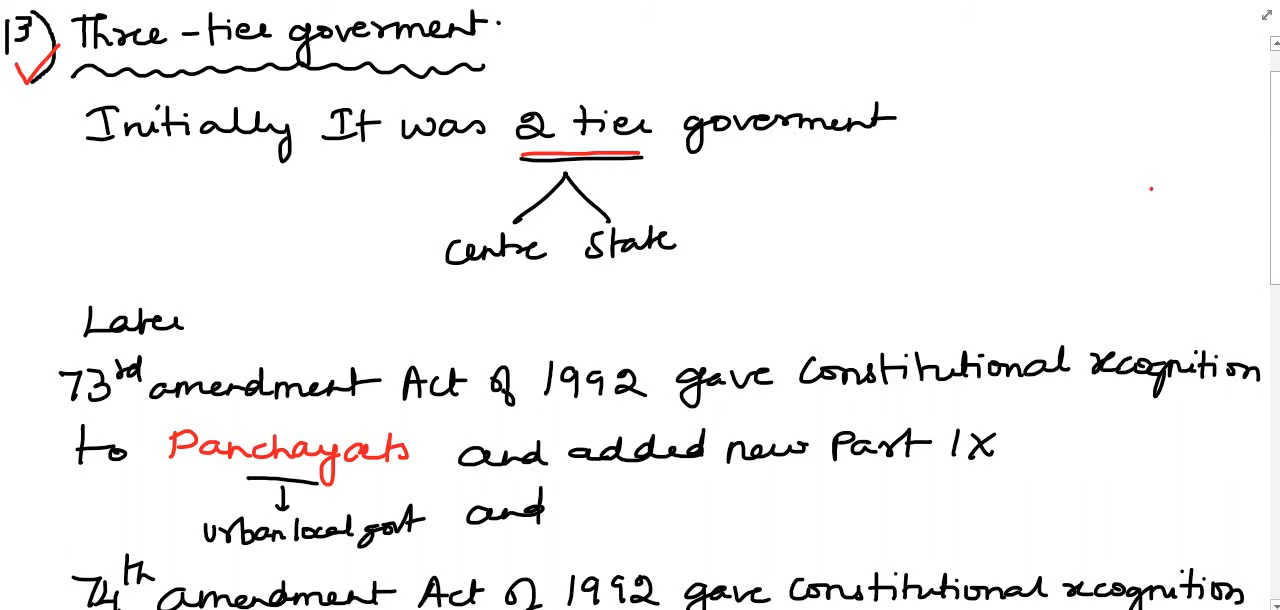 13) Three-tier goverment.
Initially It was 2 tier goverment
Centre State
Later
73rd amendment Act of 1992 gave constitutional recognition
to Panchayats and added new Part IX
urban local govt and
74th amendment Act of 1992 gave constitutional recognition